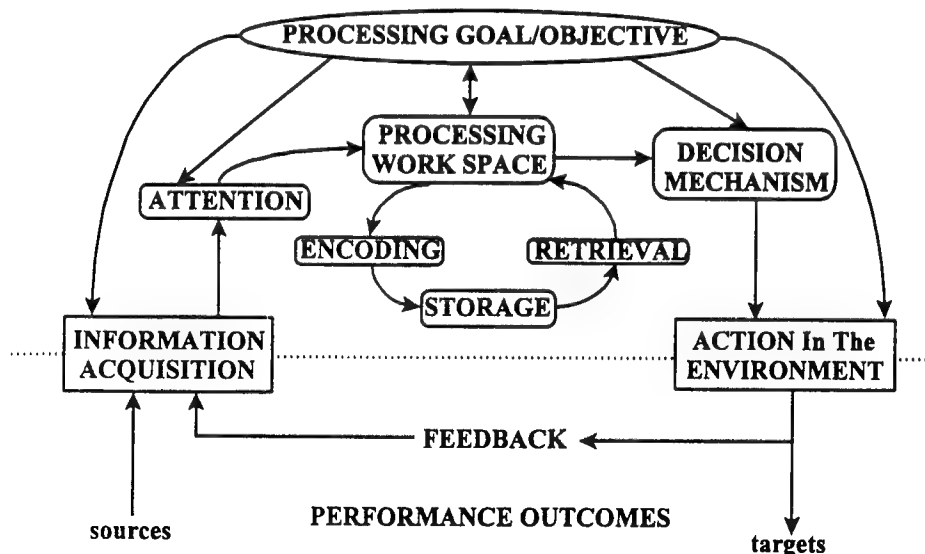 PROCESSING GOAL/OBJECTIVE
PROCESSING
WORK SPACE
DECISION
MECHANISM
ATTENTION
ENCODING
RETRIEVAL
STORAGE
INFORMATION
ACQUISITION
ACTION In The
ENVIRONMENT
FEEDBACK
sources
PERFORMANCE OUTCOMES
targets